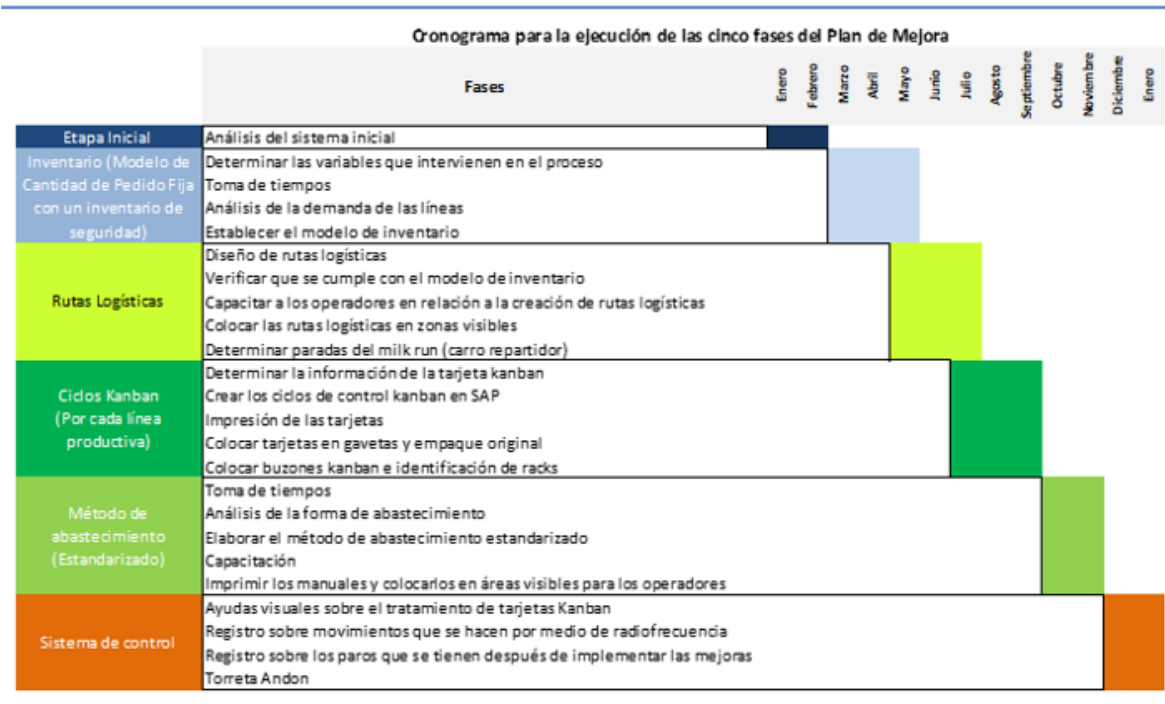 Cronograma para la ejecución de las cinco fases del Plan de Mejora
Fases
Enero
Febrero
Marzo
Abril
Mayo
Junio
Julio
Agosto
Septiembre
Octubre
Noviembre
Diciembre
Enero
Etapa Inicial
Análisis del sistema inicial
Inventario (Modelo de
Cantidad de Pedido Fija
con un inventario de
seguridad)
Determinar las variables que intervienen en el proceso
Toma de tiempos
Análisis de la demanda de las líneas
Establecer el modelo de inventario
Rutas Logísticas
Diseño de rutas logísticas
Verificar que se cumple con el modelo de inventario
Capacitar a los operadores en relación a la creación de rutas logísticas
Colocar las rutas logísticas en zonas visibles
Determinar paradas del milk run (carro repartidor)
Ciclos Kanban
(Por cada línea
productiva)
Determinar la información de la tarjeta kanban
Crear los ciclos de control kanban en SAP
Impresión de las tarjetas
Colocar tarjetas en gavetas y empaque original
Colocar buzones kanban e identificación de racks
Método de
abastecimiento
(Estandarizado)
Toma de tiempos
Análisis de la forma de abastecimiento
Elaborar el método de abastecimiento estandarizado
Capacitación
Imprimir los manuales y colocarlos en áreas visibles para los operadores
Sistema de control
Ayudas visuales sobre el tratamiento de tarjetas Kanban
Registro sobre movimientos que se hacen por medio de radiofrecuencia
Registro sobre los paros que se tienen después de implementar las mejoras
Torreta Andon